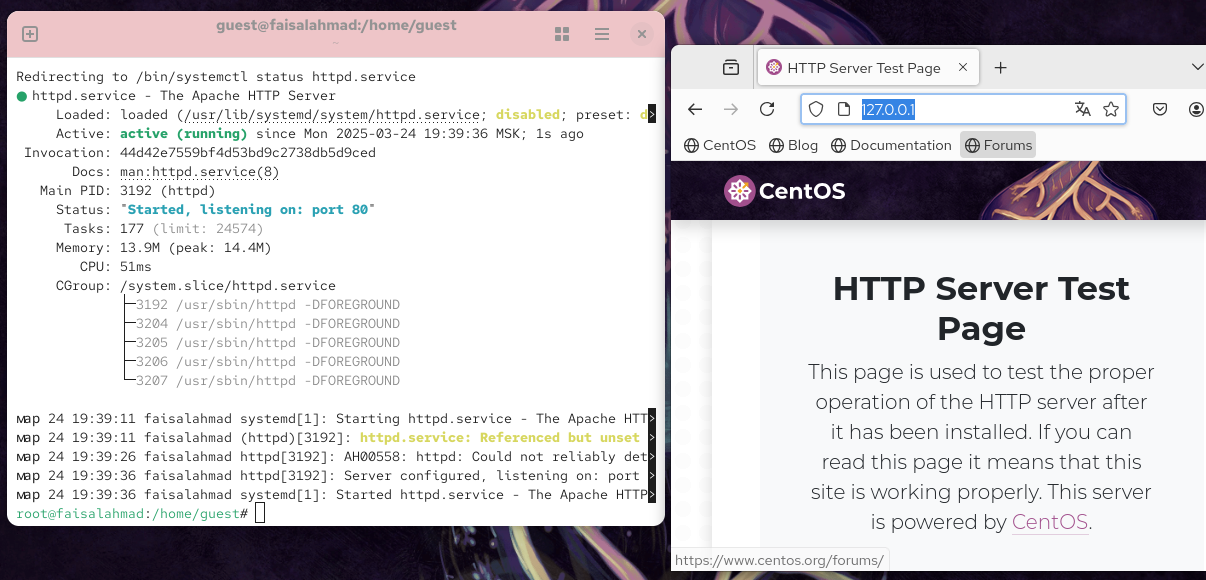 guest@faisalahmad:/home/guest
~
Redirecting to /bin/systemctl status httpd.service
● httpd.service - The Apache HTTP Server
Loaded: loaded (/usr/lib/systemd/system/httpd.service; disabled; preset: d>
Active: active (running) since Mon 2025-03-24 19:39:36 MSK; 1s ago
Invocation: 44d42e7559bf4d53bd9c2738db5d9ced
Docs: man:httpd.service(8)
Main PID: 3192 (httpd)
Status: "Started, listening on: port 80"
Tasks: 177 (limit: 24574)
Memory: 13.9M (peak: 14.4M)
CPU: 51ms
CGroup: /system.slice/httpd.service
├─3192 /usr/sbin/httpd -DFOREGROUND
├─3204 /usr/sbin/httpd -DFOREGROUND
├─3205 /usr/sbin/httpd -DFOREGROUND
├─3206 /usr/sbin/httpd -DFOREGROUND
└─3207 /usr/sbin/httpd -DFOREGROUND
мар 24 19:39:11 faisalahmad systemd[1]: Starting httpd.service - The Apache HTT>
мар 24 19:39:11 faisalahmad (httpd)[3192]: httpd.service: Referenced but unset >
мар 24 19:39:26 faisalahmad httpd[3192]: AH00558: httpd: Could not reliably det>
мар 24 19:39:36 faisalahmad httpd[3192]: Server configured, listening on: port >
мар 24 19:39:36 faisalahmad systemd[1]: Started httpd.service - The Apache HTTP>
root@faisalahmad:/home/guest#
HTTP Server Test Page
127.0.0.1
CentOS Blog Documentation Forums
CentOS
HTTP Server Test
Page
This page is used to test the proper
operation of the HTTP server after
it has been installed. If you can
read this page it means that this
site is working properly. This server
is powered by CentOS.
https://www.centos.org/forums/